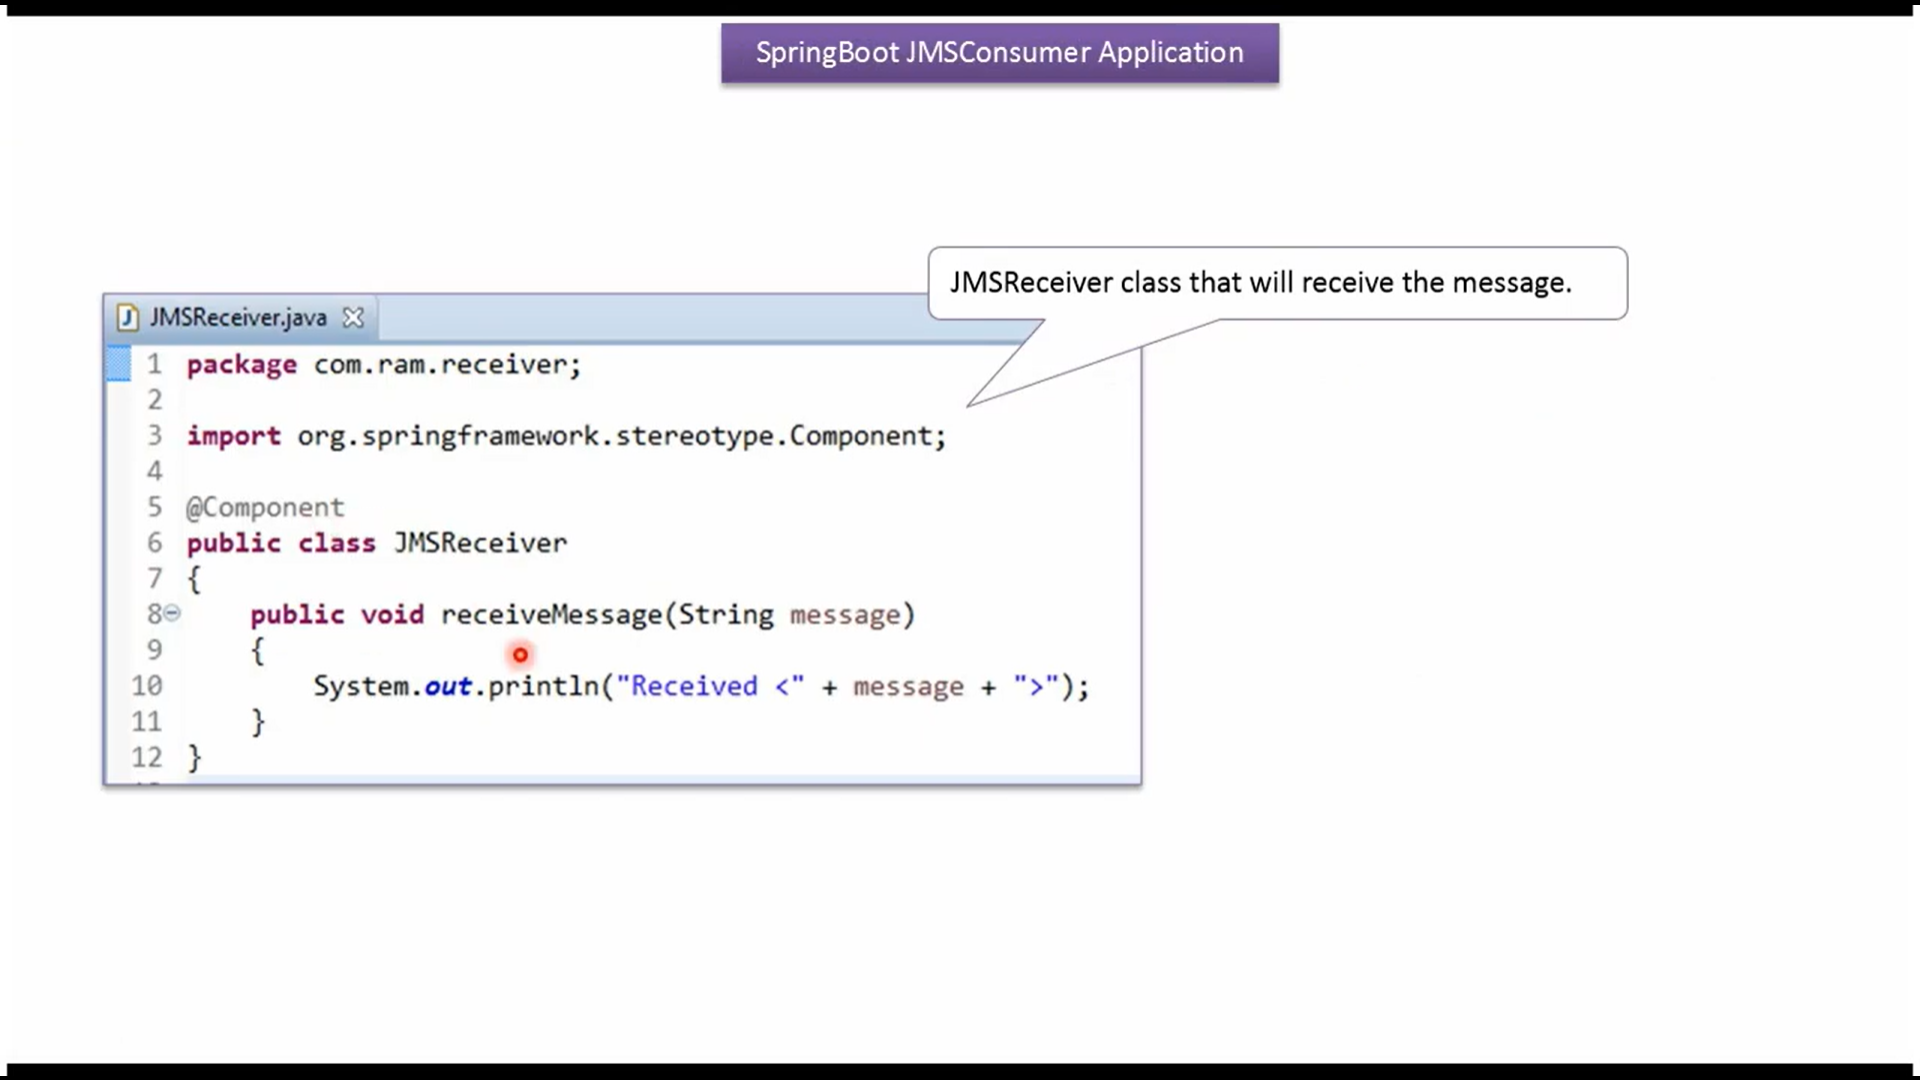 SpringBoot JMSConsumer Application
JMSReceiver class that will receive the message.
JMSReceiver.java
1 package com.ram.receiver;
2
3 import org.springframework.stereotype.Component;
4
5 @Component
6 public class JMSReceiver
7 {
8 public void receiveMessage(String message)
9 {
10 System.out.println("Received <" + message + ">");
11 }
12 }